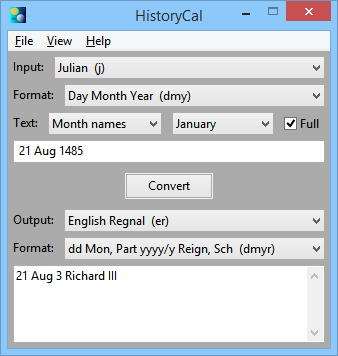 HistoryCal
File View Help
Input: Julian (j)
Format: Day Month Year (dmy)
Text: Month names January Full
21 Aug 1485
Convert
Output: English Regnal (er)
Format: dd Mon, Part yyyy/y Reign, Sch (dmyr)
21 Aug 3 Richard III